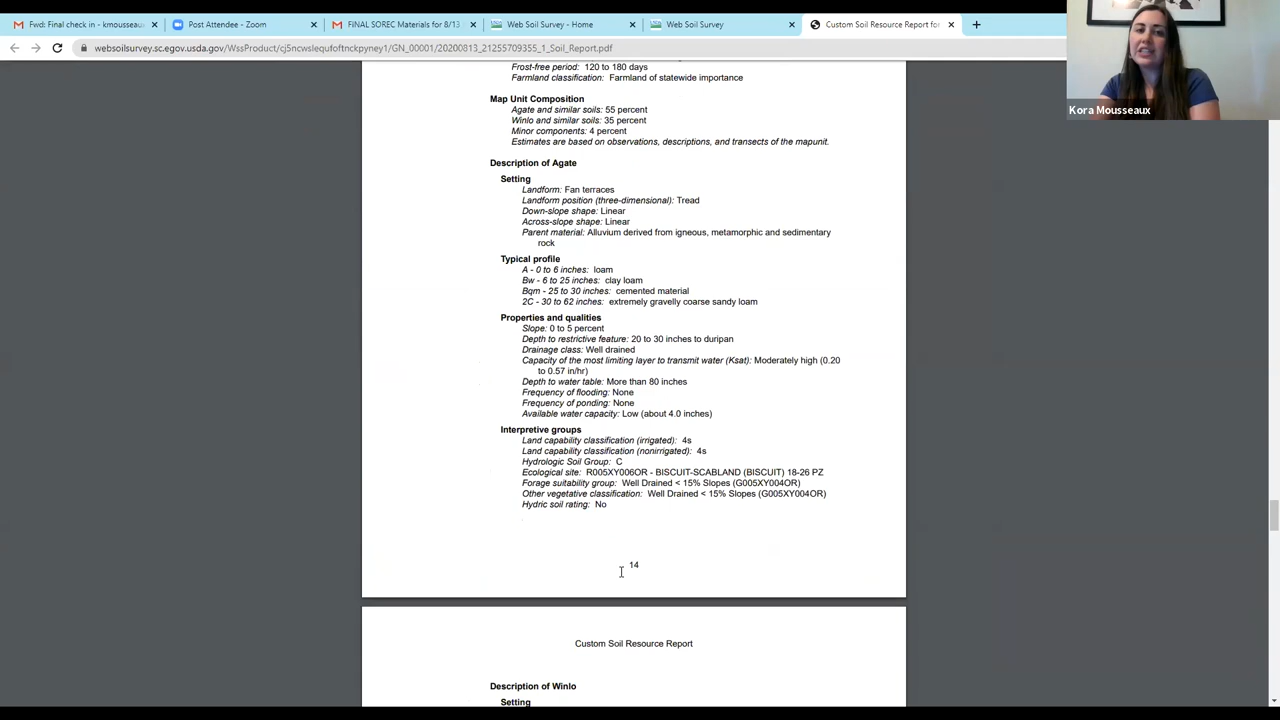 Fwd: Final check in - kmousseau
Post Attendee - Zoom
FINAL SOREC Materials for 8/13
Web Soil Survey - Home
Web Soil Survey
Custom Soil Resource Report for
websoilsurvey.sc.egov.usda.gov/WssProduct/cj5ncwslequfoftnckpyney1/GN_00001/20200813_21255709355_1_Soil_Report.pdf
Kora Mousseaux
Frost-free period: 120 to 180 days
Farmland classification: Farmland of statewide importance
Map Unit Composition
Agate and similar soils: 55 percent
Winlo and similar soils: 35 percent
Minor components: 4 percent
Estimates are based on observations, descriptions, and transects of the mapunit.
Description of Agate
Setting
Landform: Fan terraces
Landform position (three-dimensional): Tread
Down-slope shape: Linear
Across-slope shape: Linear
Parent material: Alluvium derived from igneous, metamorphic and sedimentary
rock
Typical profile
A - 0 to 6 inches: loam
Bw - 6 to 25 inches: clay loam
Bqm - 25 to 30 inches: cemented material
2C - 30 to 62 inches: extremely gravelly coarse sandy loam
Properties and qualities
Slope: 0 to 5 percent
Depth to restrictive feature: 20 to 30 inches to duripan
Drainage class: Well drained
Capacity of the most limiting layer to transmit water (Ksat): Moderately high (0.20
to 0.57 in/hr)
Depth to water table: More than 80 inches
Frequency of flooding: None
Frequency of ponding: None
Available water capacity: Low (about 4.0 inches)
Interpretive groups
Land capability classification (irrigated): 4s
Land capability classification (nonirrigated): 4s
Hydrologic Soil Group: C
Ecological site: R005XY006OR - BISCUIT-SCABLAND (BISCUIT) 18-26 PZ
Forage suitability group: Well Drained < 15% Slopes (G005XY004OR)
Other vegetative classification: Well Drained < 15% Slopes (G005XY004OR)
Hydric soil rating: No
14
Custom Soil Resource Report
Description of Winlo
Setting